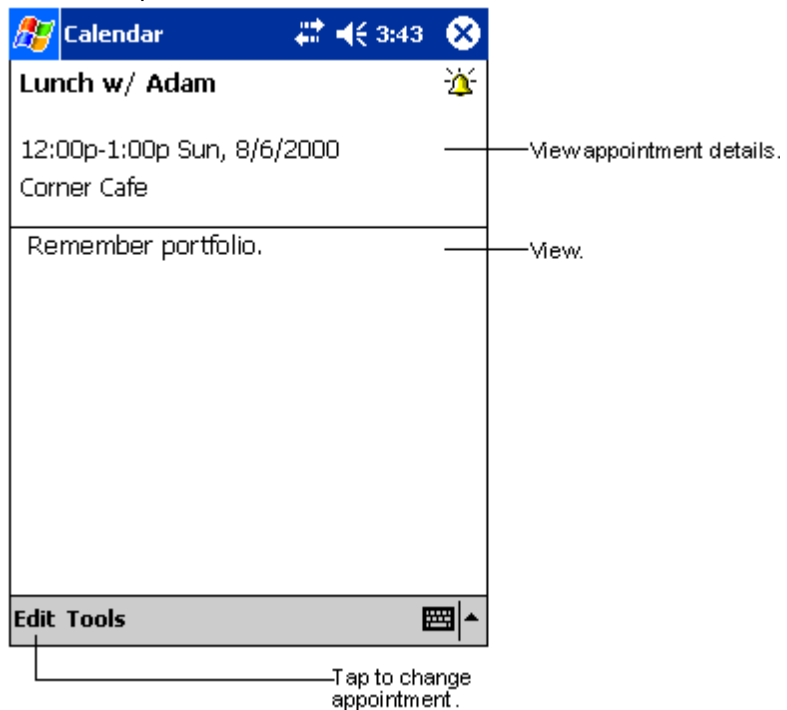 Calendar 3:43
Lunch w/ Adam
12:00p-1:00p Sun, 8/6/2000
View appointment details.
Corner Cafe
Remember portfolio.
View.
Edit Tools
Tap to change
appointment.